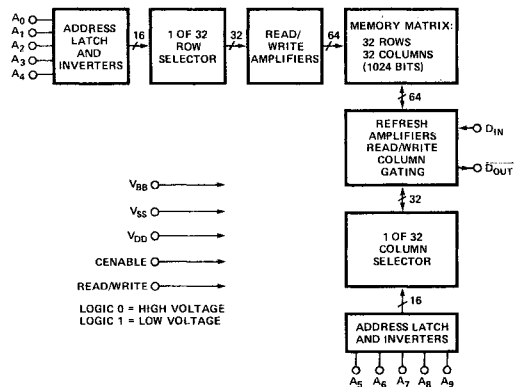 A0
A1
A2
A3
A4
ADDRESS
LATCH
AND
INVERTERS
16
1 OF 32
ROW
SELECTOR
32
READ/
WRITE
AMPLIFIERS
64
MEMORY MATRIX:
32 ROWS
32 COLUMNS
(1024 BITS)
64
REFRESH
AMPLIFIERS
READ/WRITE
COLUMN
GATING
DIN
DOUT
32
1 OF 32
COLUMN
SELECTOR
16
ADDRESS LATCH
AND INVERTERS
A5 A6 A7 A8 A9
VBB
VSS
VDD
CENABLE
READ/WRITE
LOGIC 0 = HIGH VOLTAGE
LOGIC 1 = LOW VOLTAGE